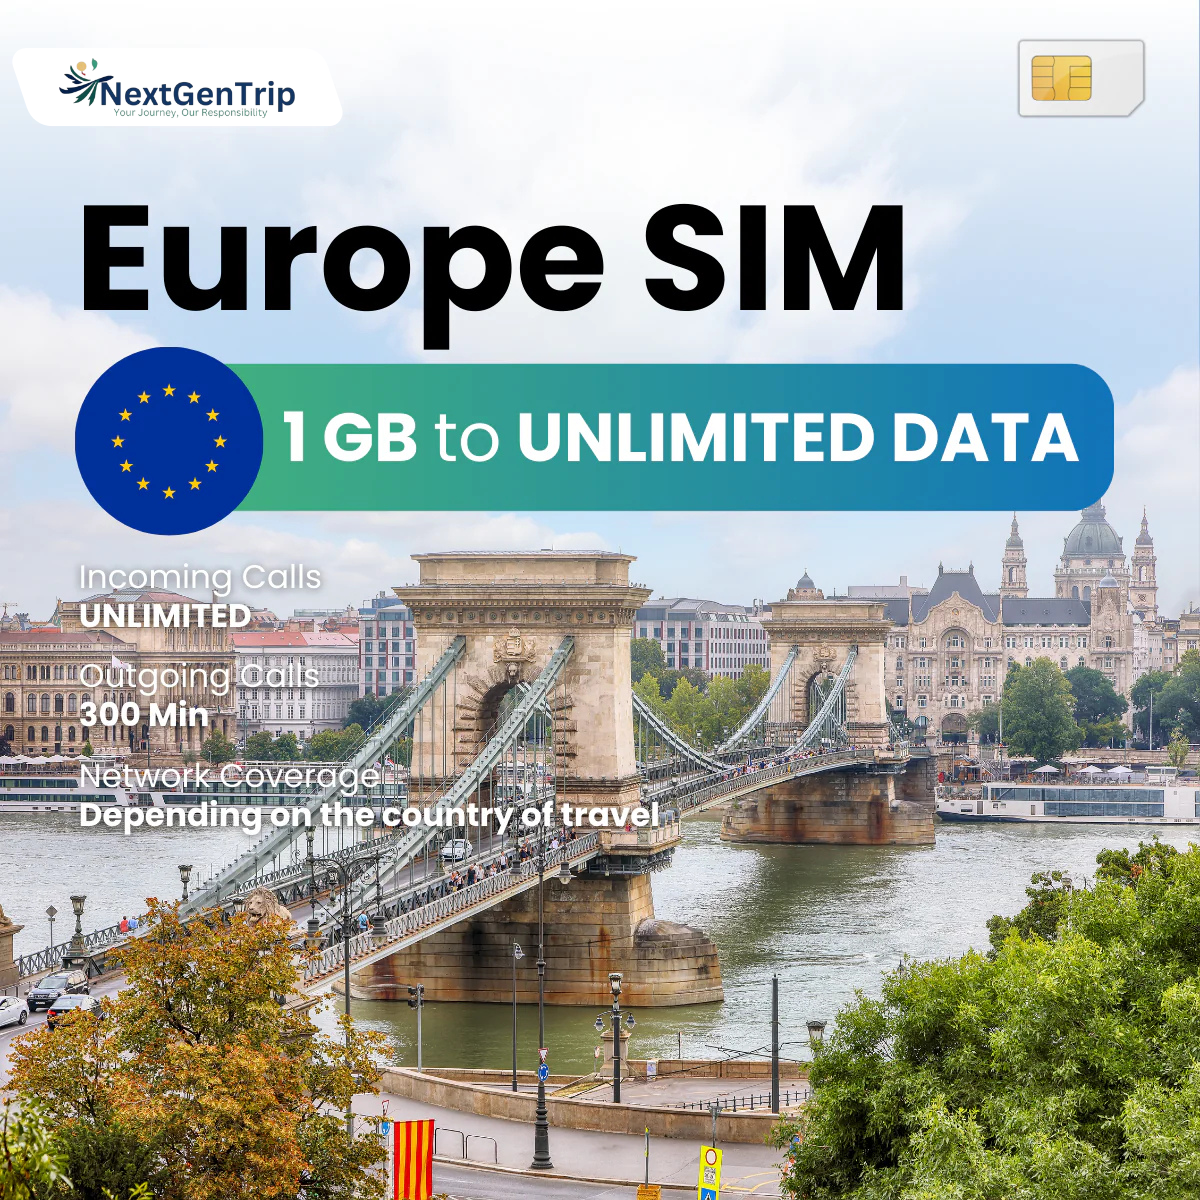 NextGenTrip
Your Journey, Our Responsibility
Europe SIM
1 GB to UNLIMITED DATA
Incoming Calls
UNLIMITED
Outgoing Calls
300 Min
Network Coverage
Depending on the country of travel